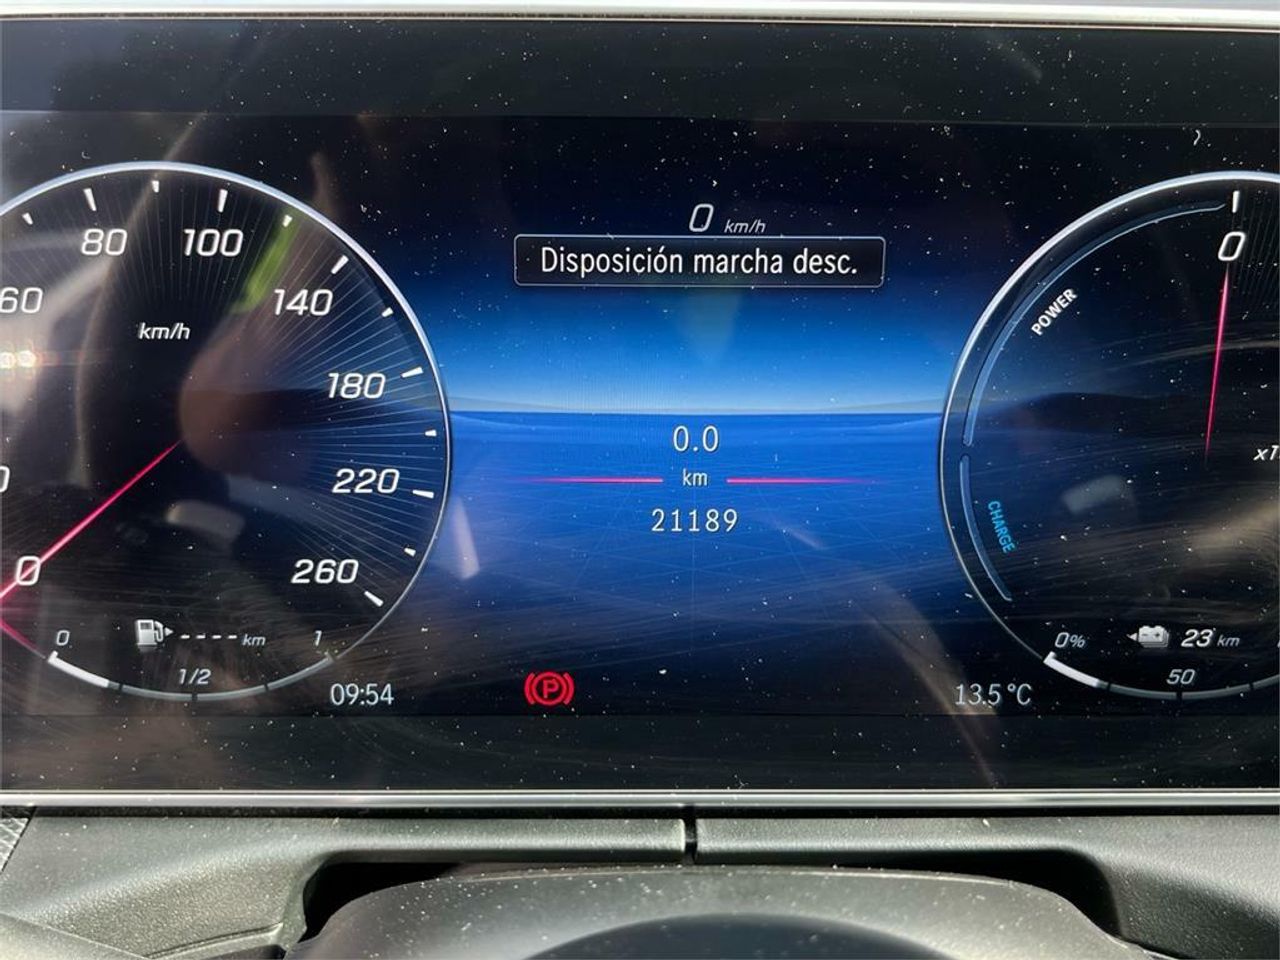 0 km/h
Disposición marcha desc.
80
100
60
140
km/h
180
220
260
0
0
km
1
1/2
09:54
0.0
km
21189
P
0
POWER
CHARGE
0%
23 km
50
13.5 °C